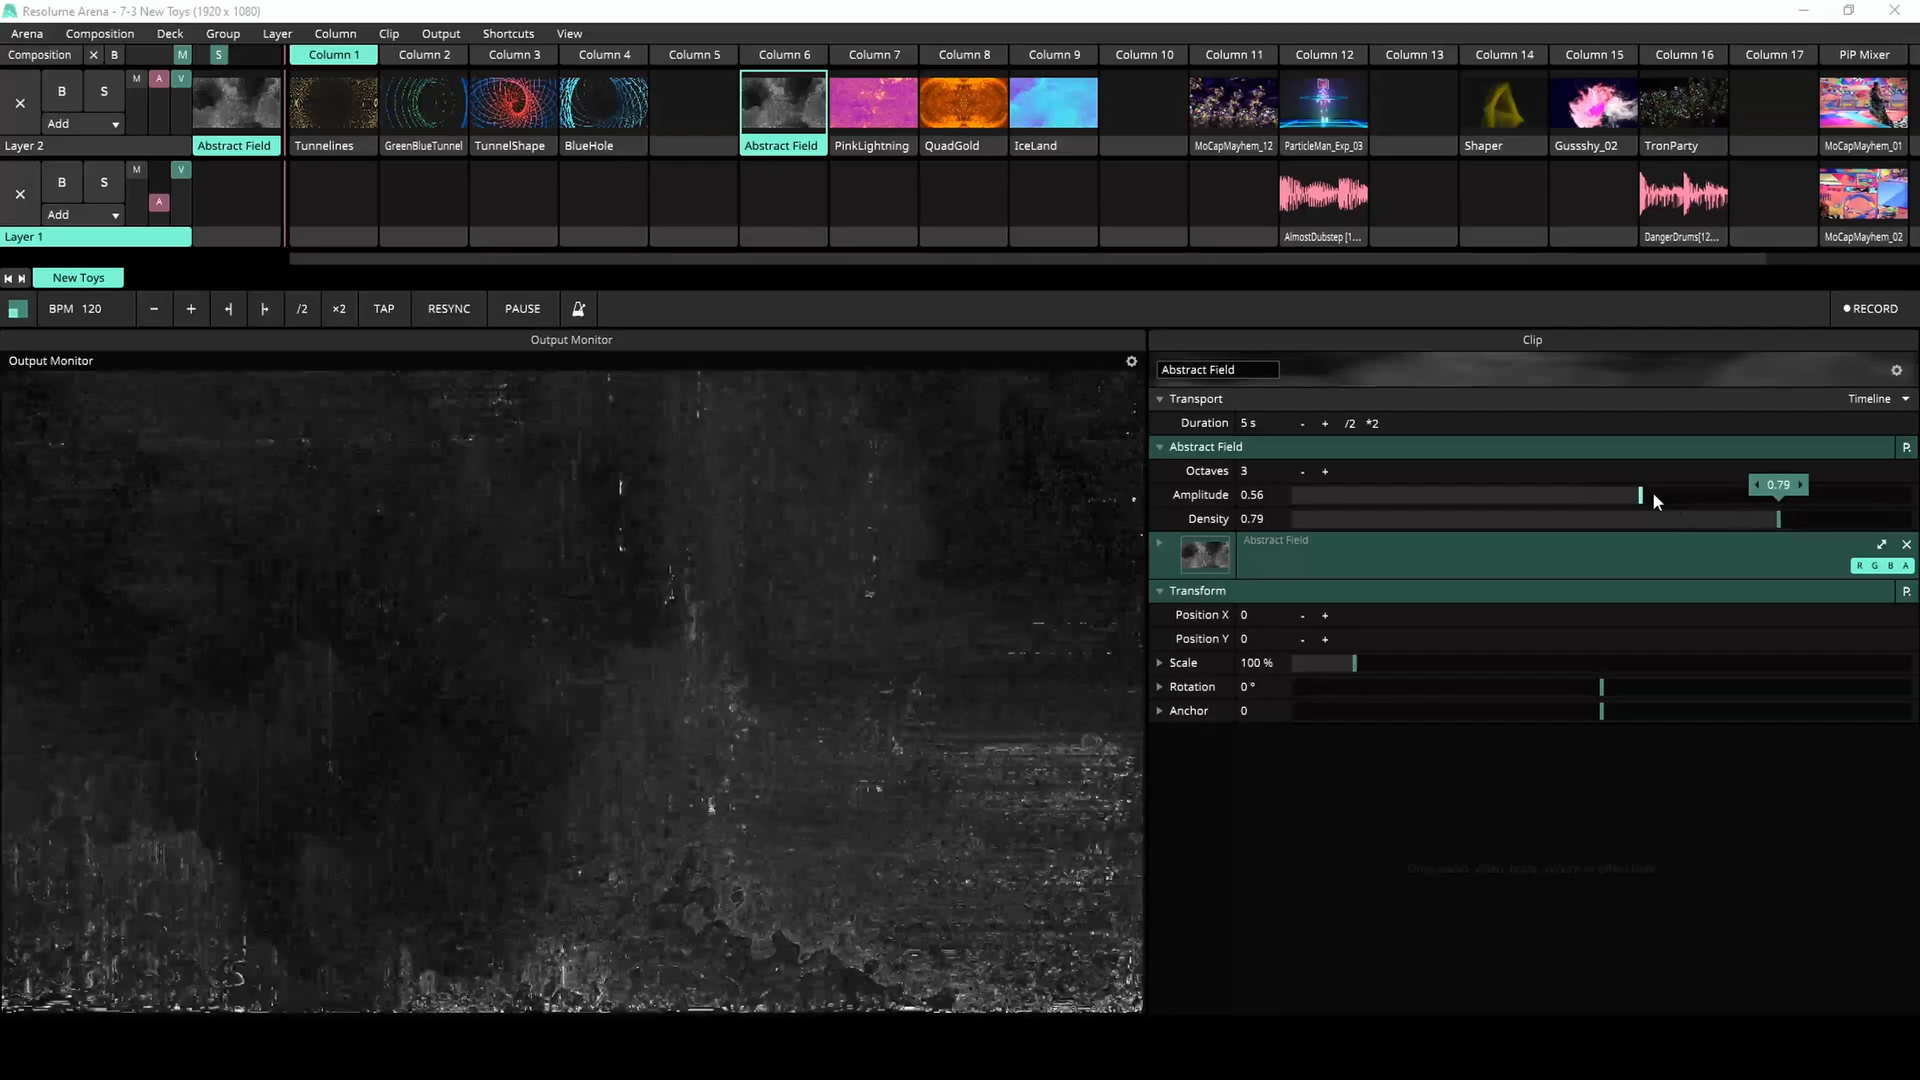 Resolume Arena - 7-3 New Toys (1920 x 1080)
Arena Composition Deck Group Layer Column Clip Output Shortcuts View
Composition X B M S Column 1 Column 2 Column 3 Column 4 Column 5 Column 6 Column 7 Column 8 Column 9 Column 10 Column 11 Column 12 Column 13 Column 14 Column 15 Column 16 Column 17 PiP Mixer
M A V
B S
Add
Layer 2 Abstract Field Tunnelines GreenBlueTunnel TunnelShape BlueHole Abstract Field PinkLightning QuadGold IceLand MoCapMayhem_12 ParticleMan_Exp_03 Shaper Gussshy_02 TronParty MoCapMayhem_01
M V
B S
A
Add
Layer 1 AlmostDubstep [1... DangerDrums[12... MoCapMayhem_02
New Toys
BPM 120 - + /2 ×2 TAP RESYNC PAUSE RECORD
Output Monitor Clip
Output Monitor
Abstract Field
Transport Timeline
Duration 5 s - + /2 *2
Abstract Field P.
Octaves 3 - +
0.79
Amplitude 0.56
Density 0.79
Abstract Field
R G B A
Transform P.
Position X 0 - +
Position Y 0 - +
Scale 100 %
Rotation 0 °
Anchor 0